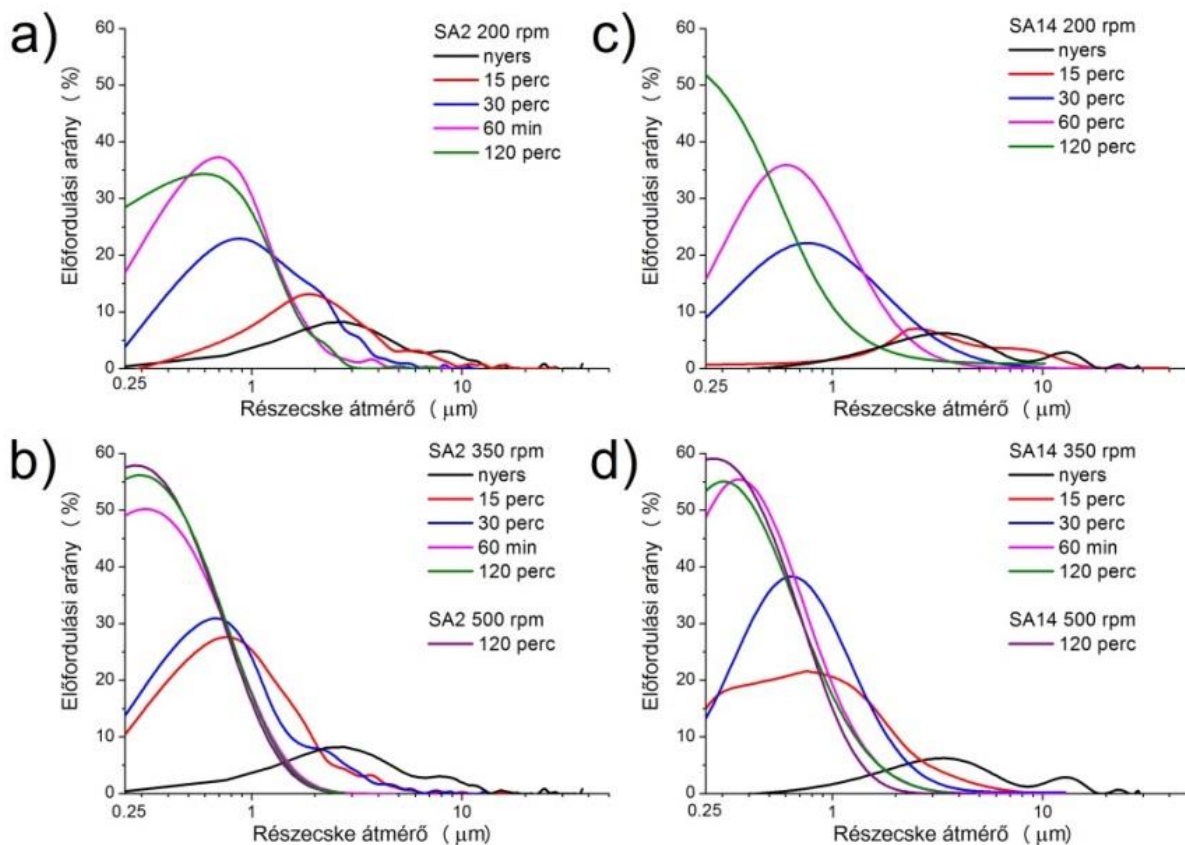 a)
SA2 200 rpm
nyers
15 perc
30 perc
60 min
120 perc
Előfordulási arány ( %)
60
50
40
30
20
10
0
0.25
1
10
Részecske átmérő ( μm)
c)
SA14 200 rpm
nyers
15 perc
30 perc
60 perc
120 perc
Előfordulási arány ( %)
60
50
40
30
20
10
0
0.25
1
10
Részecske átmérő ( μm)
b)
SA2 350 rpm
nyers
15 perc
30 perc
60 min
120 perc
SA2 500 rpm
120 perc
Előfordulási arány ( %)
60
50
40
30
20
10
0
0.25
1
10
Részecske átmérő ( μm)
d)
SA14 350 rpm
nyers
15 perc
30 perc
60 min
120 perc
SA14 500 rpm
120 perc
Előfordulási arány ( %)
60
50
40
30
20
10
0
0.25
1
10
Részecske átmérő ( μm)